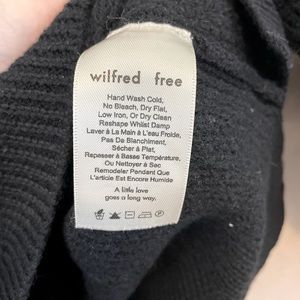 wilfred free
Hand Wash Cold,
No Bleach, Dry Flat,
Low Iron, Or Dry Clean
Reshape Whilst Damp
Laver à La Main à L'eau Froide,
Pas De Blanchiment,
Sécher à Plat,
Repasser à Basse Température,
Ou Nettoyer à Sec
Remodeler Pendant Que
L'article Est Encore Humide
A little love
goes a long way.